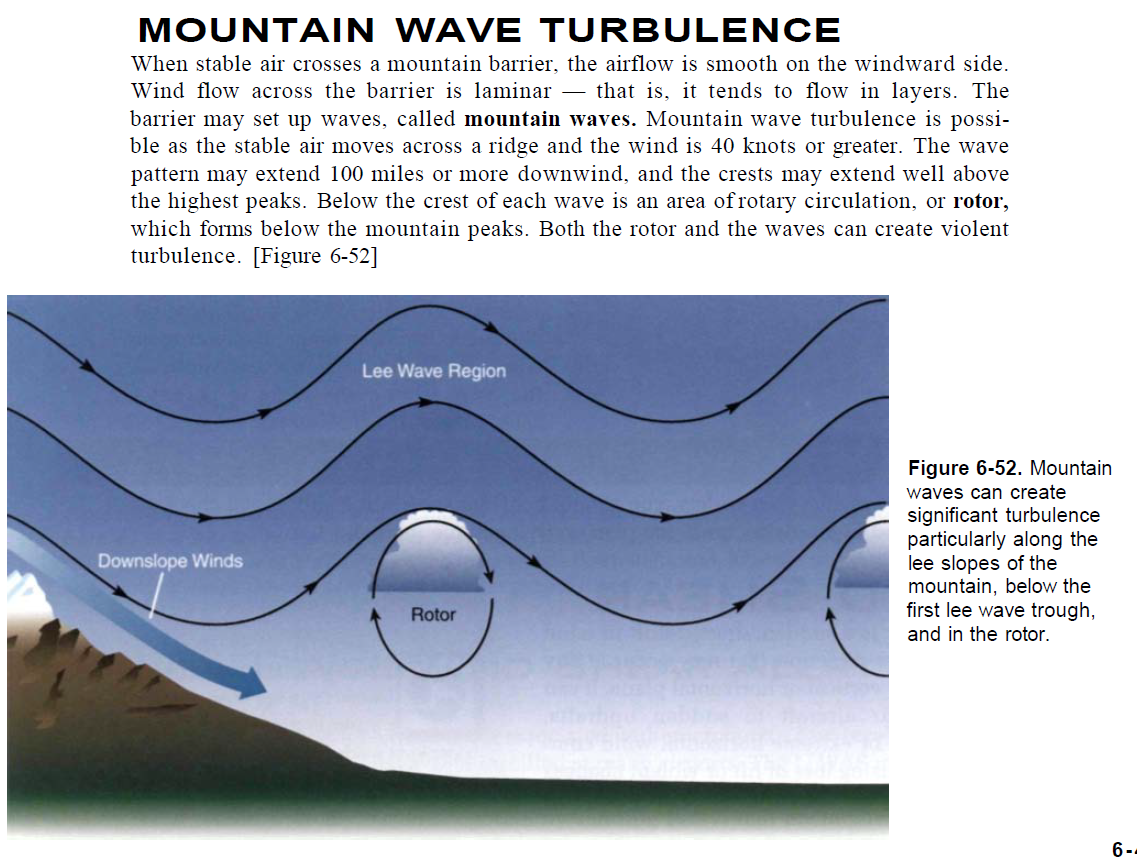 MOUNTAIN WAVE TURBULENCE
When stable air crosses a mountain barrier, the airflow is smooth on the windward side.
Wind flow across the barrier is laminar — that is, it tends to flow in layers. The
barrier may set up waves, called mountain waves. Mountain wave turbulence is possi-
ble as the stable air moves across a ridge and the wind is 40 knots or greater. The wave
pattern may extend 100 miles or more downwind, and the crests may extend well above
the highest peaks. Below the crest of each wave is an area of rotary circulation, or rotor,
which forms below the mountain peaks. Both the rotor and the waves can create violent
turbulence. [Figure 6-52]
Lee Wave Region
Downslope Winds
Rotor
Figure 6-52. Mountain
waves can create
significant turbulence
particularly along the
lee slopes of the
mountain, below the
first lee wave trough,
and in the rotor.